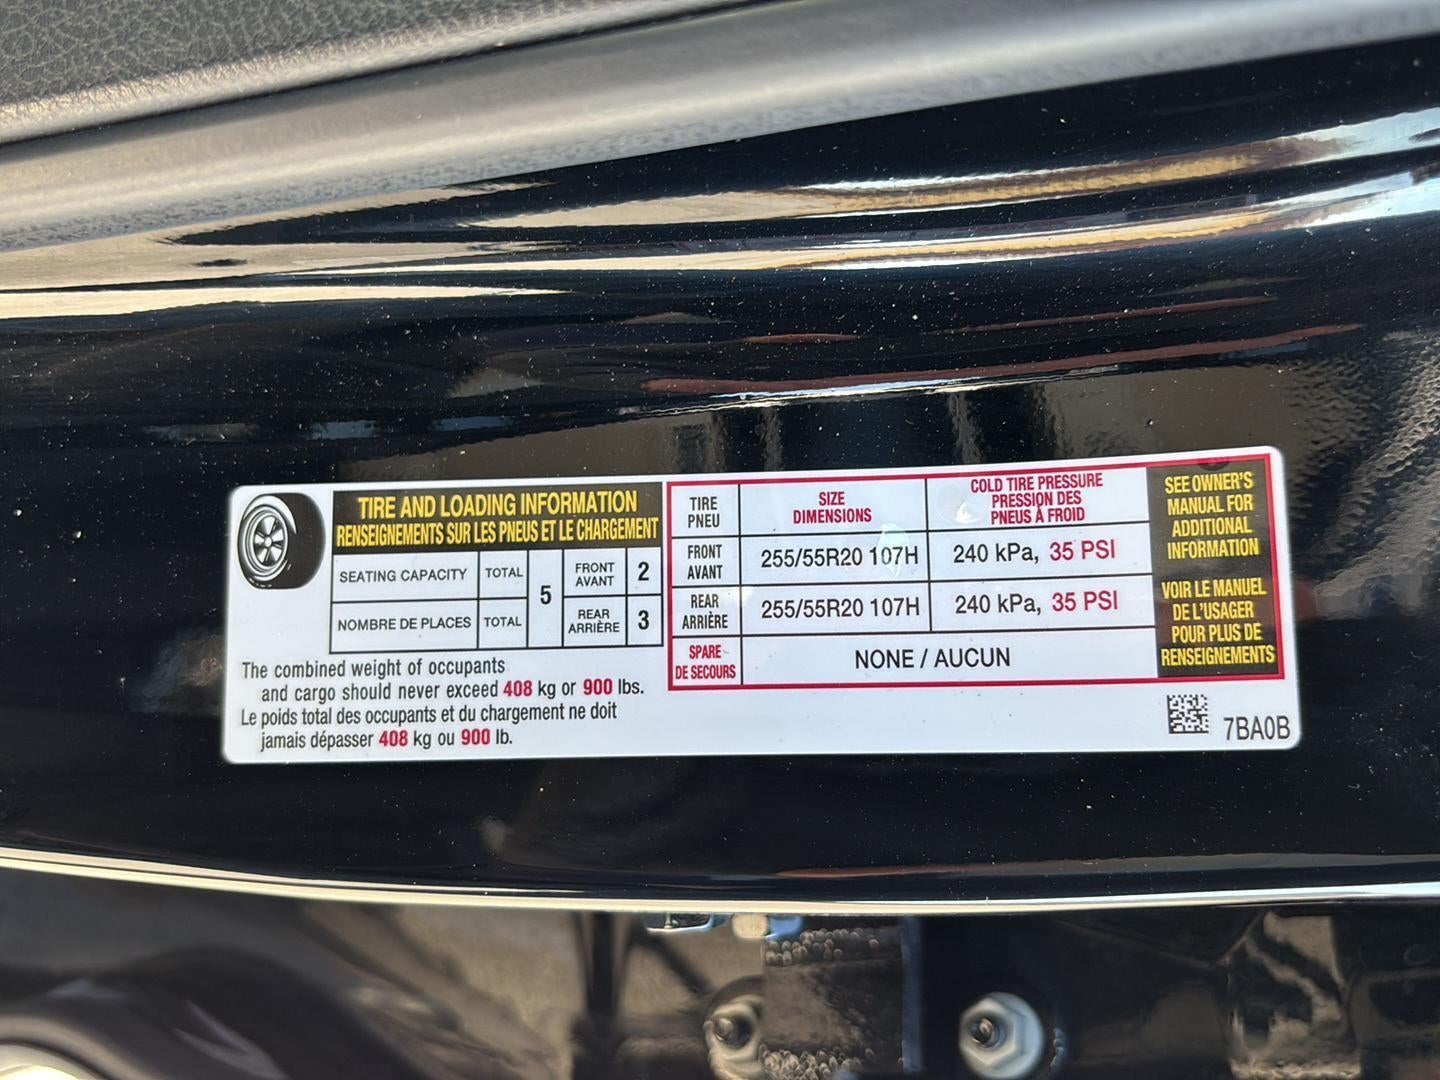 TIRE AND LOADING INFORMATION
RENSEIGNEMENTS SUR LES PNEUS ET LE CHARGEMENT
SEATING CAPACITY TOTAL 5 FRONT AVANT 2
NOMBRE DE PLACES TOTAL REAR ARRIÈRE 3
The combined weight of occupants
and cargo should never exceed 408 kg or 900 lbs.
Le poids total des occupants et du chargement ne doit
jamais dépasser 408 kg ou 900 lb.
TIRE PNEU SIZE DIMENSIONS COLD TIRE PRESSURE PRESSION DES PNEUS À FROID
FRONT AVANT 255/55R20 107H 240 kPa, 35 PSI
REAR ARRIÈRE 255/55R20 107H 240 kPa, 35 PSI
SPARE DE SECOURS NONE / AUCUN
SEE OWNER'S
MANUAL FOR
ADDITIONAL
INFORMATION
VOIR LE MANUEL
DE L'USAGER
POUR PLUS DE
RENSEIGNEMENTS
7BA0B